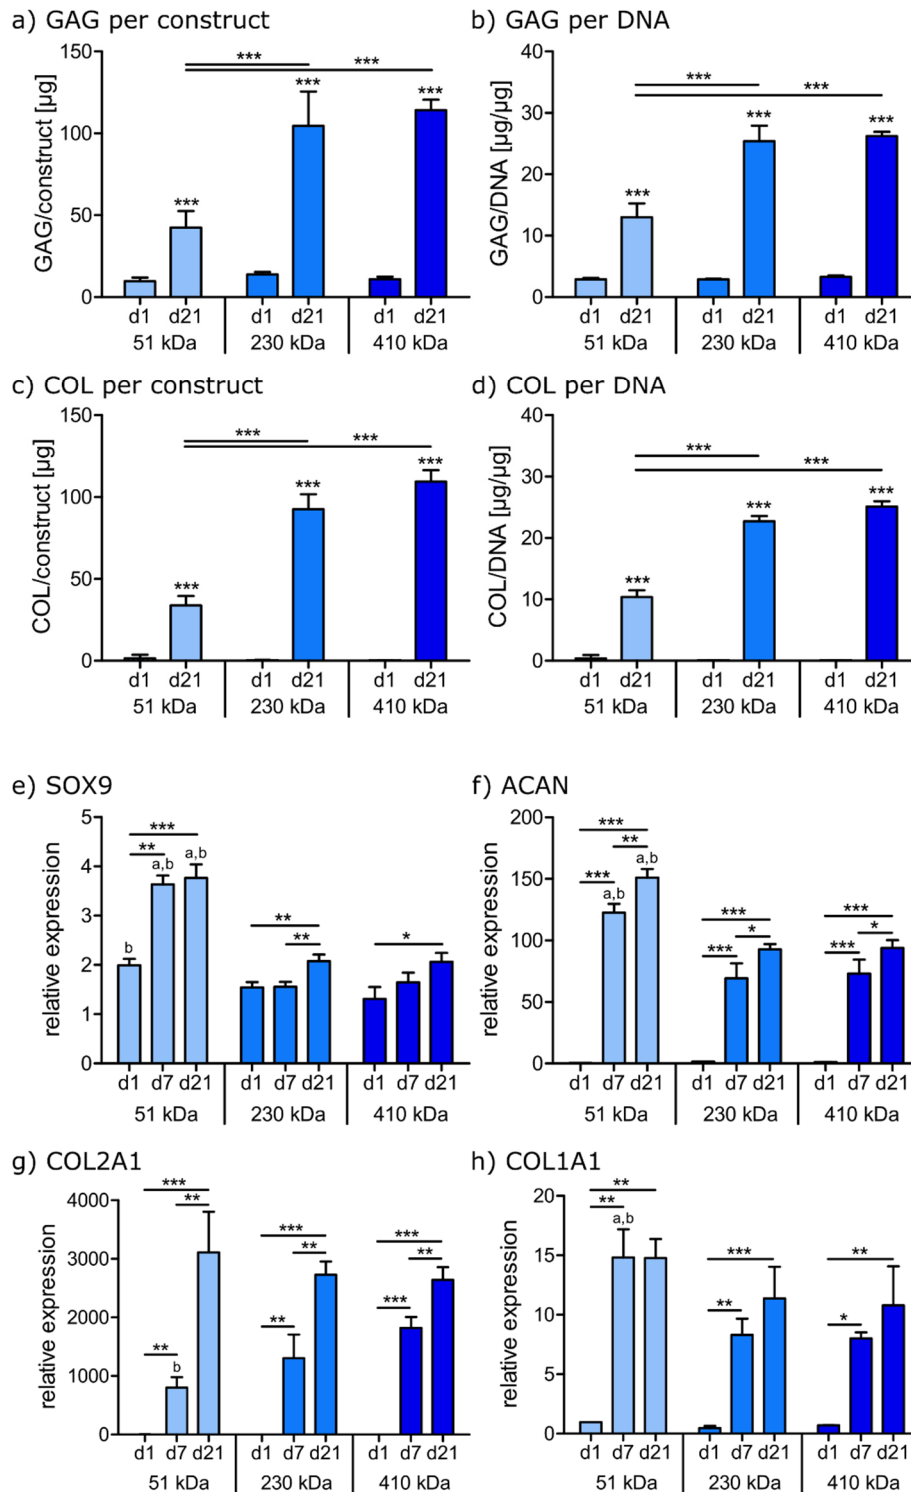 a) GAG per construct
GAG/construct [µg]
150
100
50
0
***
***
***
***
***
d1 d21 d1 d21 d1 d21
51 kDa 230 kDa 410 kDa
b) GAG per DNA
GAG/DNA [µg/µg]
40
30
20
10
0
***
***
***
***
***
d1 d21 d1 d21 d1 d21
51 kDa 230 kDa 410 kDa
c) COL per construct
COL/construct [µg]
150
100
50
0
***
***
***
***
***
d1 d21 d1 d21 d1 d21
51 kDa 230 kDa 410 kDa
d) COL per DNA
COL/DNA [µg/µg]
40
30
20
10
0
***
***
***
***
***
d1 d21 d1 d21 d1 d21
51 kDa 230 kDa 410 kDa
e) SOX9
relative expression
5
4
3
2
1
0
***
**
a,b a,b
b
**
**
*
d1 d7 d21 d1 d7 d21 d1 d7 d21
51 kDa 230 kDa 410 kDa
f) ACAN
relative expression
200
150
100
50
0
***
**
*** a,b a,b
***
*
***
***
*
***
d1 d7 d21 d1 d7 d21 d1 d7 d21
51 kDa 230 kDa 410 kDa
g) COL2A1
relative expression
4000
3000
2000
1000
0
***
**
** b
***
**
**
***
**
***
d1 d7 d21 d1 d7 d21 d1 d7 d21
51 kDa 230 kDa 410 kDa
h) COL1A1
relative expression
20
15
10
5
0
**
**
a,b
***
**
**
*
d1 d7 d21 d1 d7 d21 d1 d7 d21
51 kDa 230 kDa 410 kDa